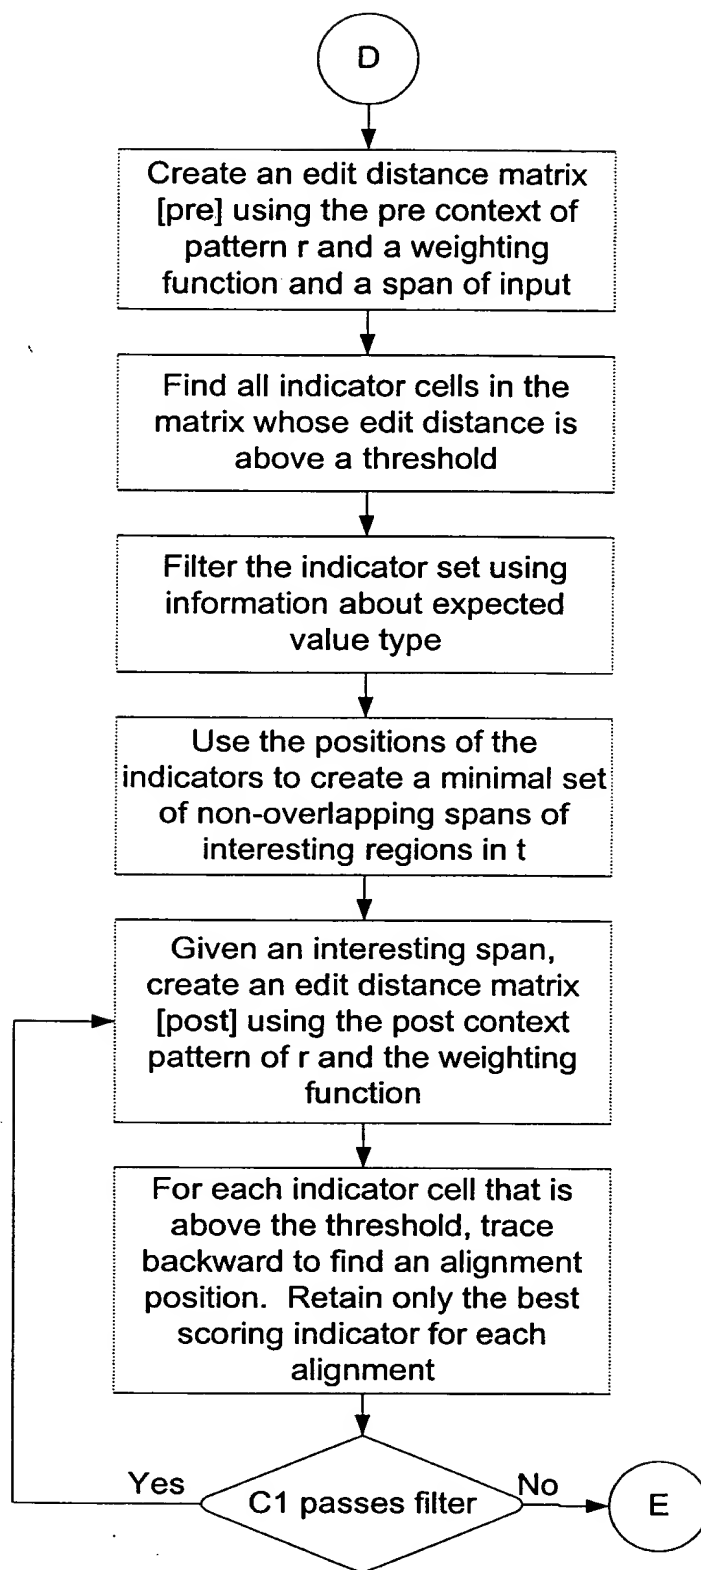 D
Create an edit distance matrix
[pre] using the pre context of
pattern r and a weighting
function and a span of input
Find all indicator cells in the
matrix whose edit distance is
above a threshold
Filter the indicator set using
information about expected
value type
Use the positions of the
indicators to create a minimal set
of non-overlapping spans of
interesting regions in t
Given an interesting span,
create an edit distance matrix
[post] using the post context
pattern of r and the weighting
function
For each indicator cell that is
above the threshold, trace
backward to find an alignment
position. Retain only the best
scoring indicator for each
alignment
Yes
C1 passes filter
No
E